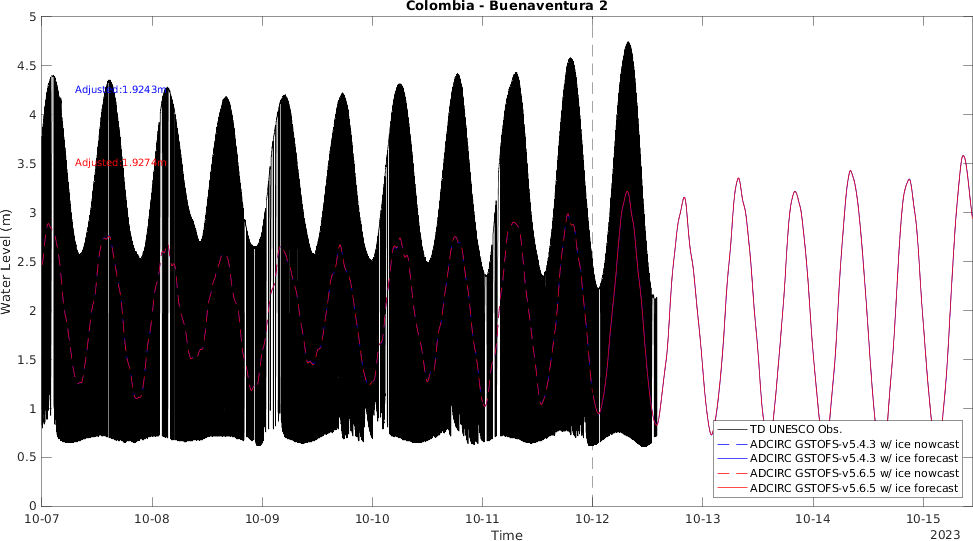 Colombia - Buenaventura 2
5
4.5
4
3.5
3
2.5
2
1.5
1
0.5
0
Water Level (m)
Adjusted:1.9243m
Adjusted:1.9274m
TD UNESCO Obs.
ADCIRC GSTOFS-v5.4.3 w/ ice nowcast
ADCIRC GSTOFS-v5.4.3 w/ ice forecast
ADCIRC GSTOFS-v5.6.5 w/ ice nowcast
ADCIRC GSTOFS-v5.6.5 w/ ice forecast
10-07 10-08 10-09 10-10 10-11 10-12 10-13 10-14 10-15
Time
2023